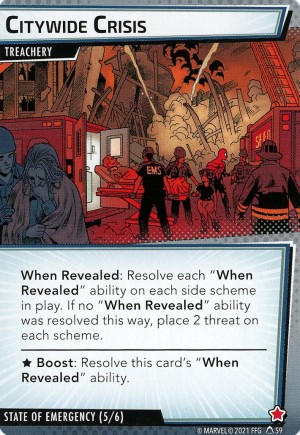 CITYWIDE CRISIS
TREACHERY
EMS
When Revealed: Resolve each "When
Revealed" ability on each side scheme
in play. If no "When Revealed" ability
was resolved this way, place 2 threat on
each scheme.
★ Boost: Resolve this card's "When
Revealed" ability.
STATE OF EMERGENCY (5/6)
© MARVEL © 2021 FFG 59